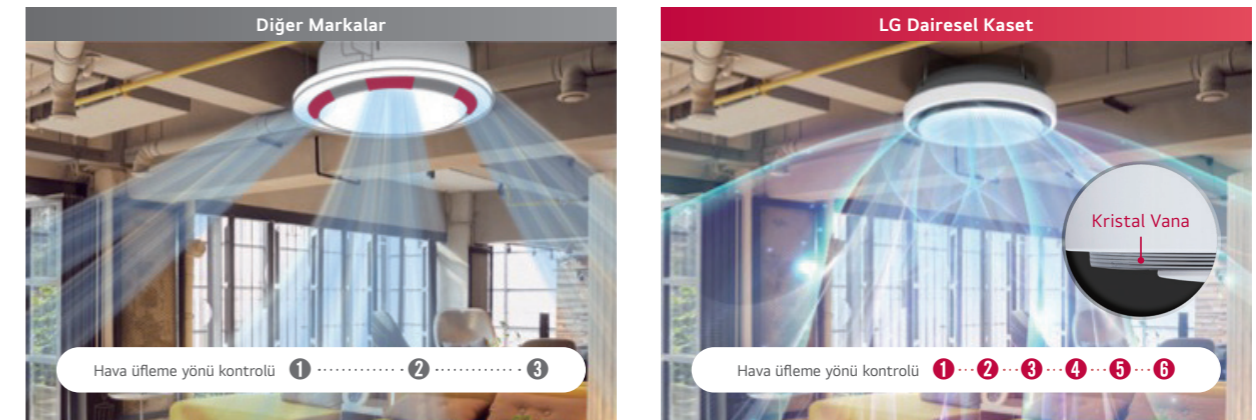 Diğer Markalar
Hava üfleme yönü kontrolü 1 2 3
LG Dairesel Kaset
Kristal Vana
Hava üfleme yönü kontrolü 1 2 3 4 5 6